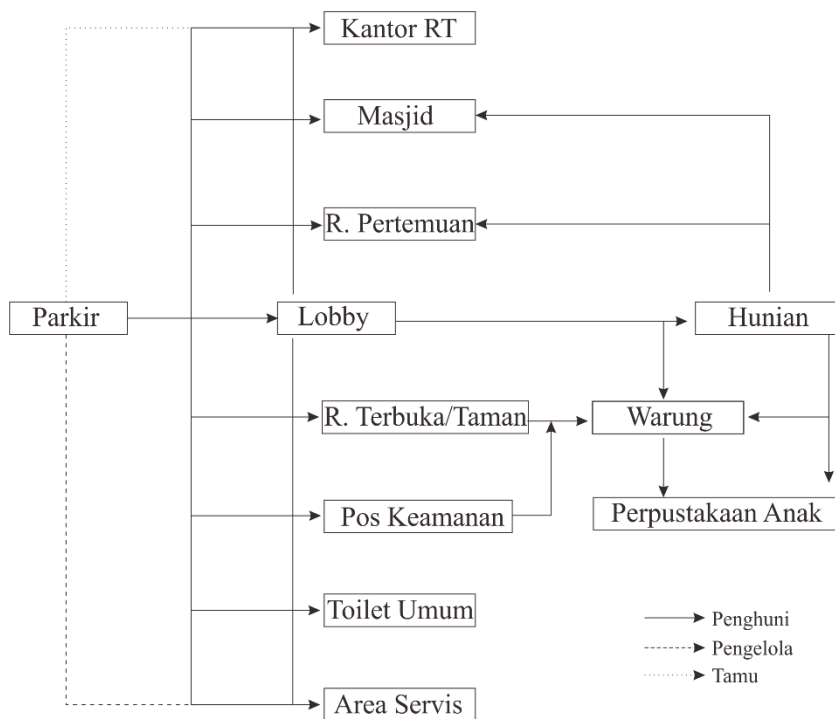 Kantor RT
Masjid
R. Pertemuan
Parkir
Lobby
Hunian
R. Terbuka/Taman
Warung
Pos Keamanan
Perpustakaan Anak
Toilet Umum
Penghuni
Pengelola
Tamu
Area Servis